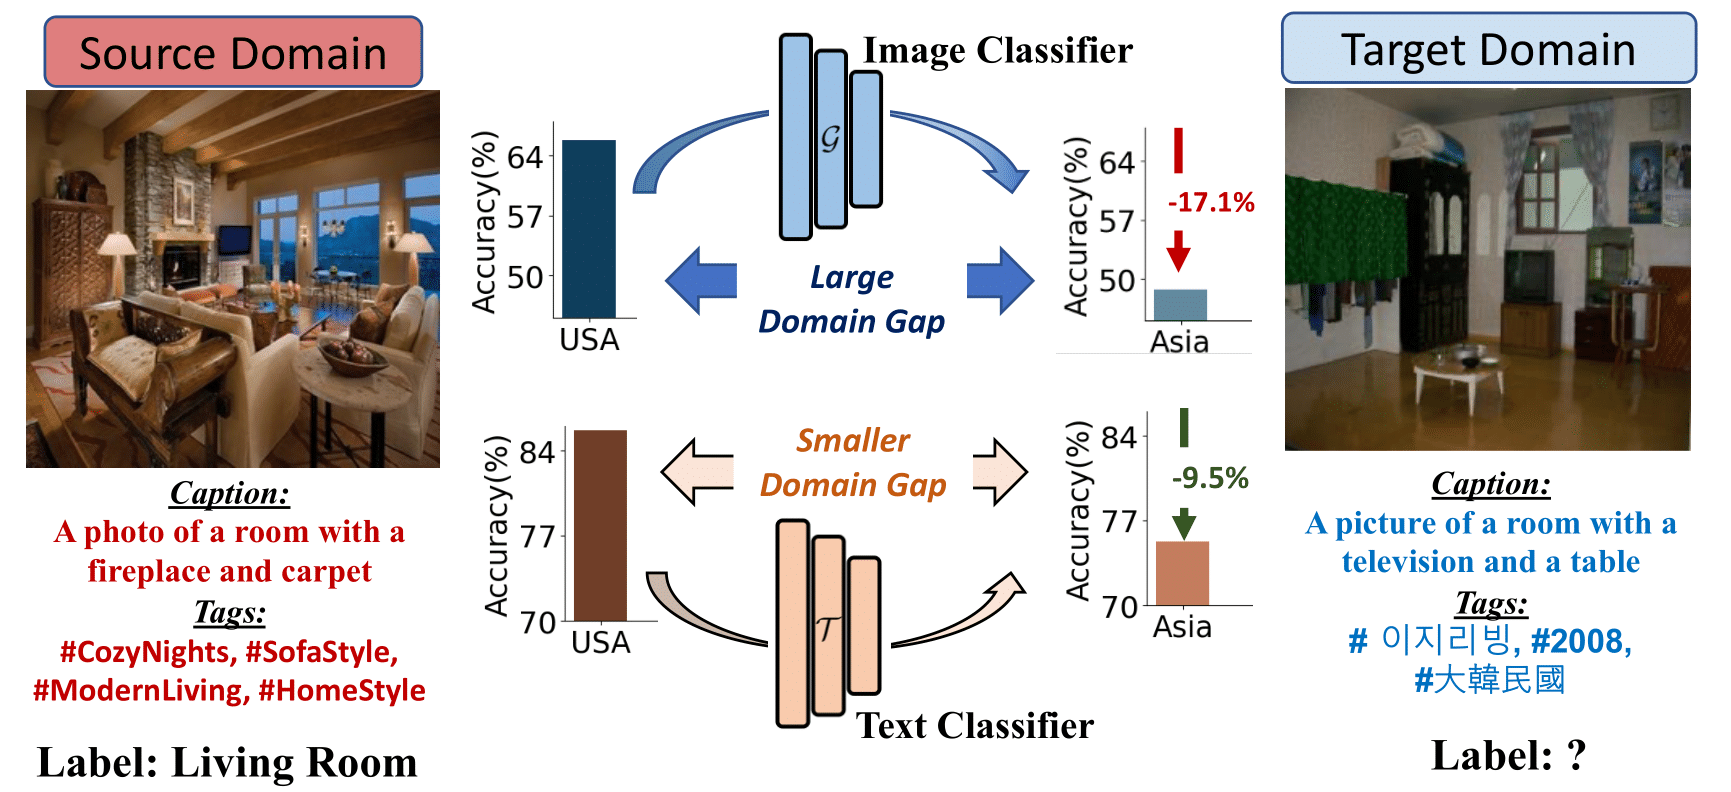 Source Domain
Caption:
A photo of a room with a
fireplace and carpet
Tags:
#CozyNights, #SofaStyle,
#ModernLiving, #HomeStyle
Label: Living Room
Image Classifier
𝒢
Accuracy(%)
64
57
50
USA
Large
Domain Gap
Accuracy(%)
64
57
50
-17.1%
Asia
Accuracy(%)
84
77
70
USA
Smaller
Domain Gap
Accuracy(%)
84
77
70
-9.5%
Asia
𝒯
Text Classifier
Target Domain
Caption:
A picture of a room with a
television and a table
Tags:
# 이지리빙, #2008,
#大韓民國
Label: ?